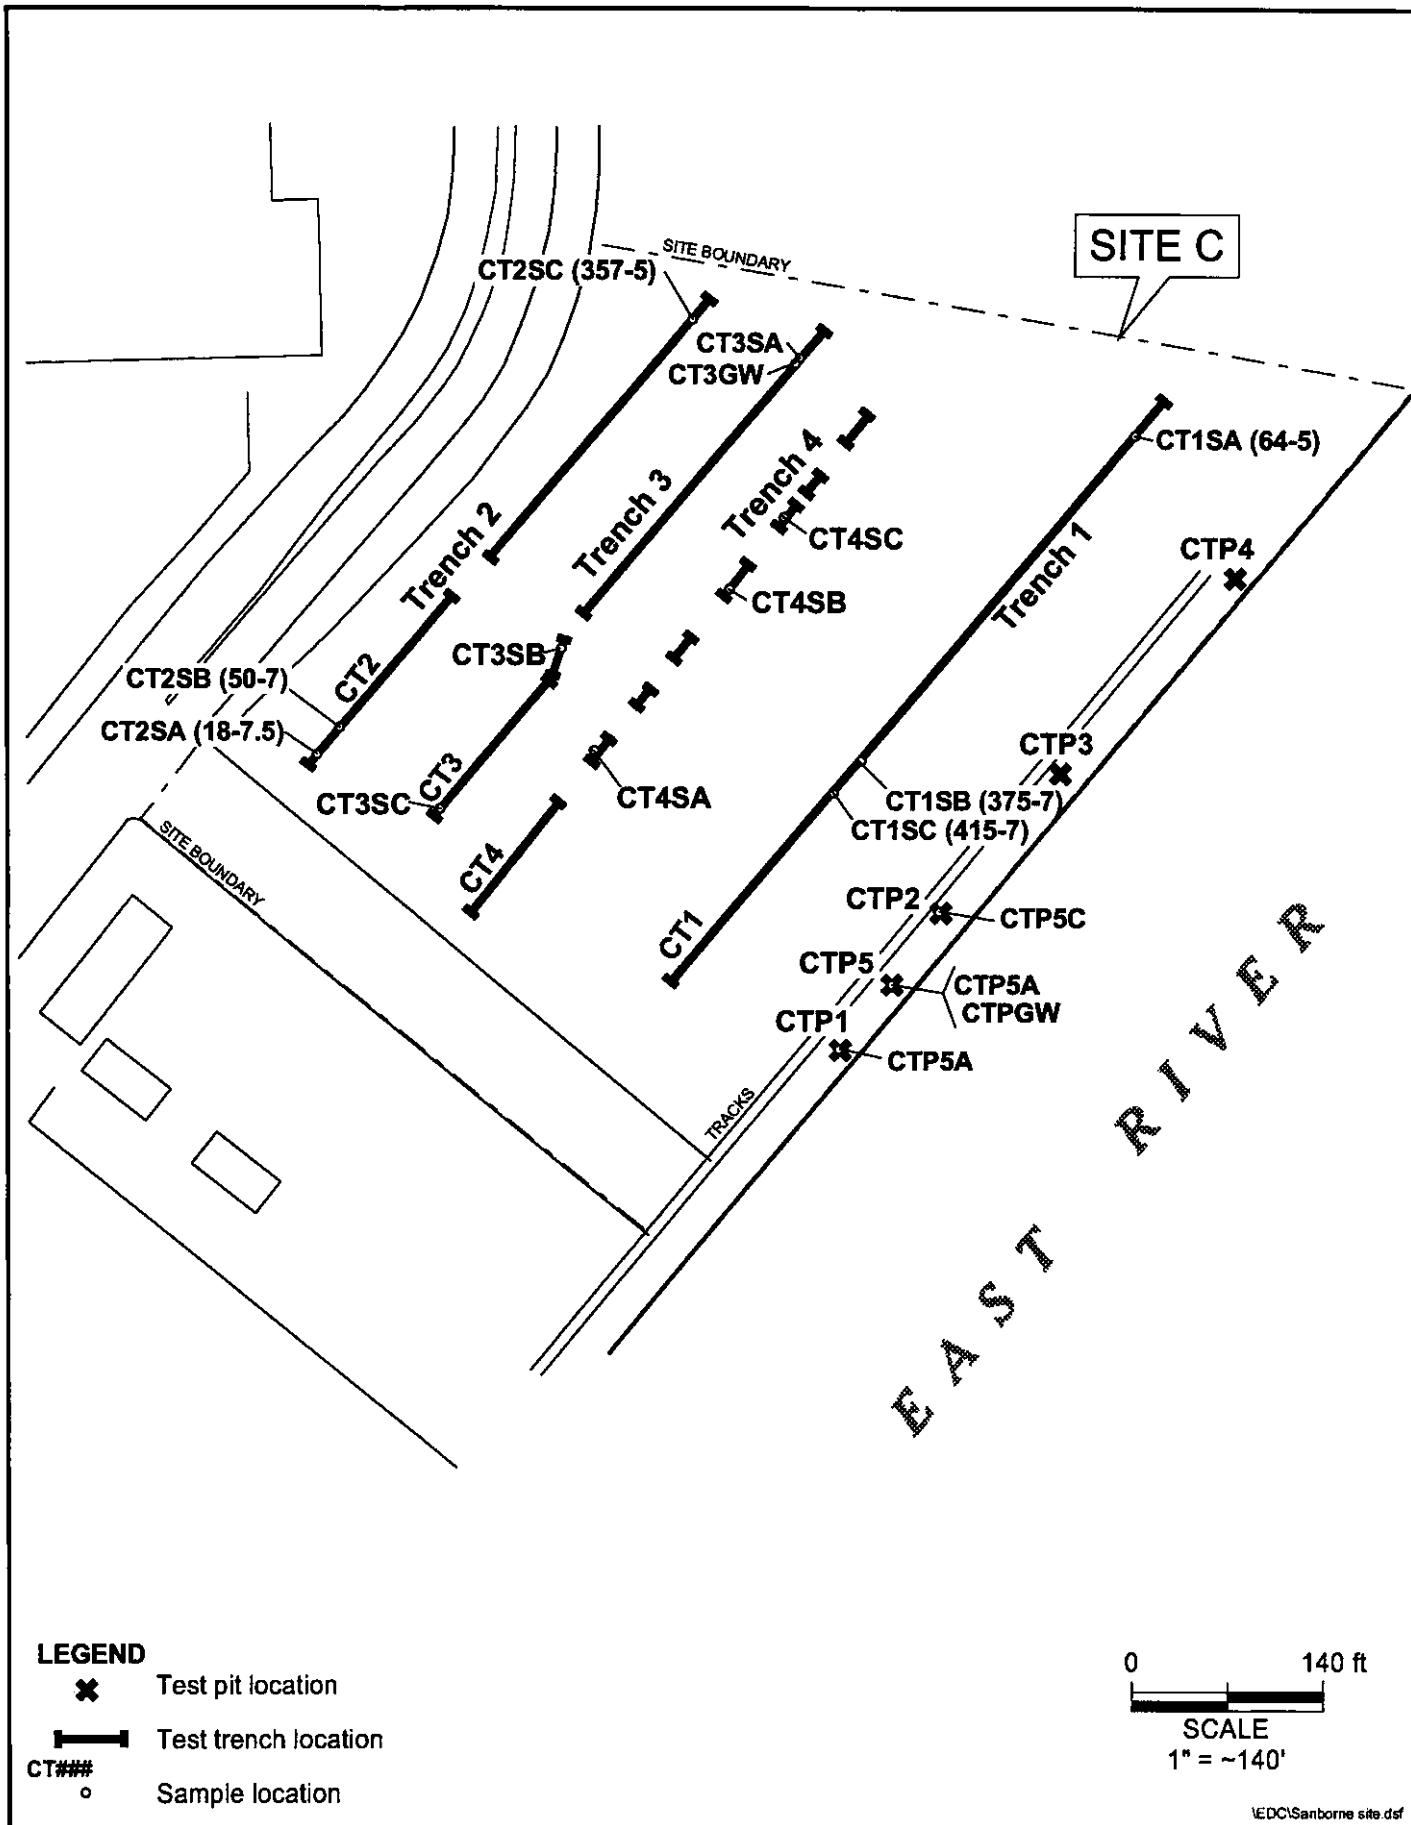 SITE C
SITE BOUNDARY
CT2SC (357-5)
CT3SA
CT3GW
CT1SA (64-5)
Trench 4
Trench 3
Trench 2
CT4SC
Trench 1
CTP4
CT4SB
CT3SB
CT2
CT2SB (50-7)
CT2SA (18-7.5)
CTP3
CT3
CT3SC
CT4SA
CT1SB (375-7)
CT1SC (415-7)
SITE BOUNDARY
CT4
CTP2
CTP5C
CT1
CTP5
CTP5A
CTPGW
CTP1
CTP5A
TRACKS
EAST RIVER
LEGEND
Test pit location
Test trench location
CT###
Sample location
0 140 ft
SCALE
1" = ~140'
\EDC\Sanborne site.dsf